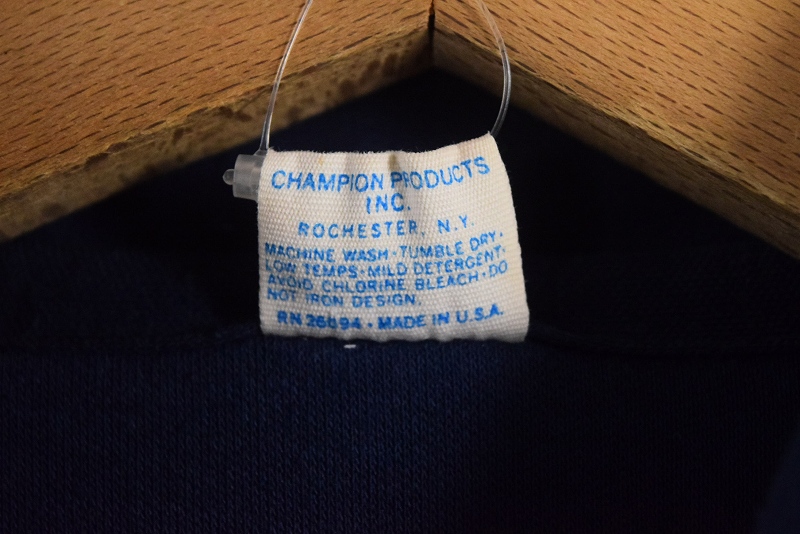 CHAMPION PRODUCTS
INC.
ROCHESTER, N.Y.
MACHINE WASH·TUMBLE DRY·
LOW TEMPS·MILD DETERGENT·
AVOID CHLORINE BLEACH·DO
NOT IRON DESIGN.
RN 26094 · MADE IN U.S.A.